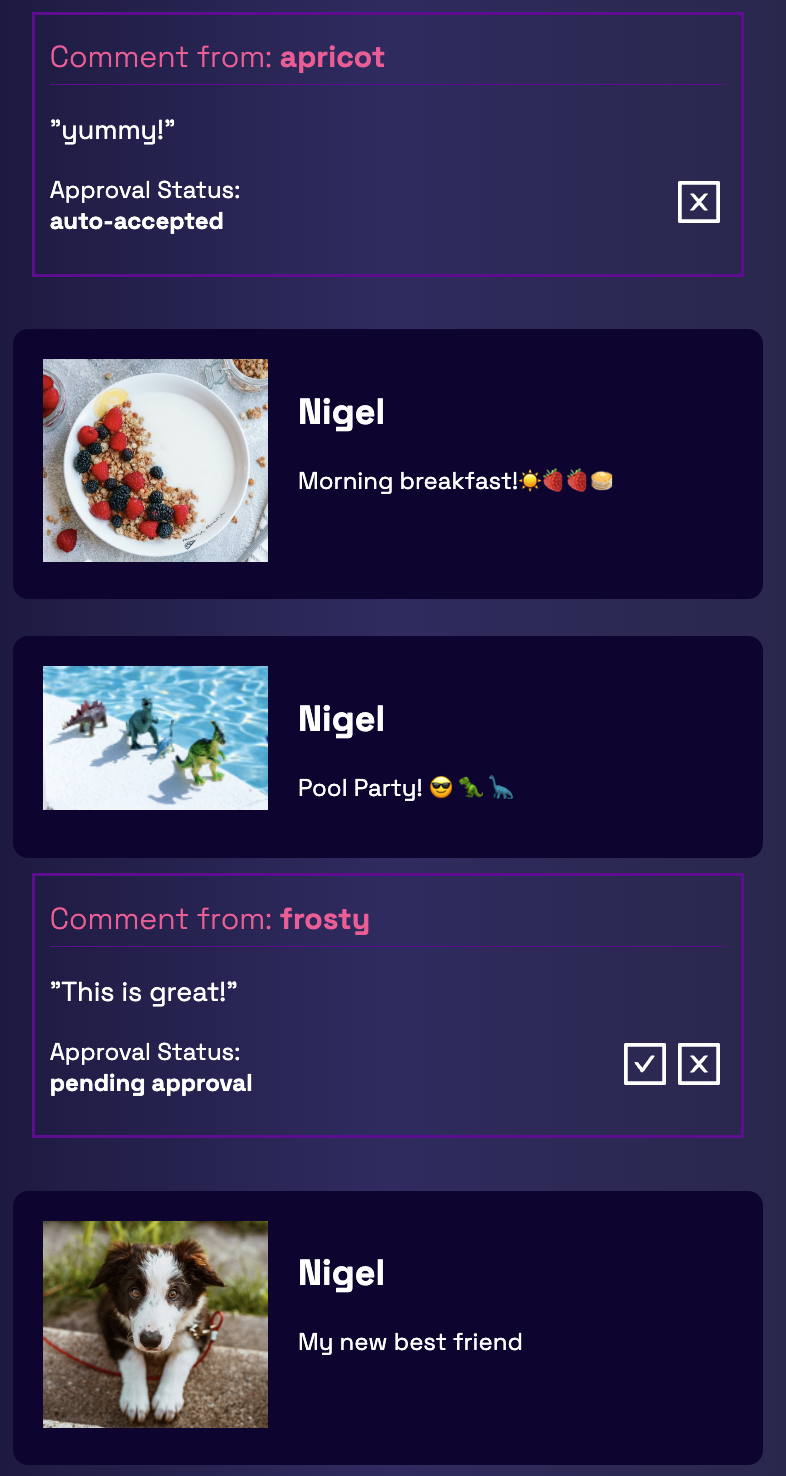 Comment from: apricot
”yummy!”
Approval Status:
auto-accepted
X
Nigel
Morning breakfast!☀️🍓🍓🥞
Nigel
Pool Party! 😎 🦖 🦕
Comment from: frosty
”This is great!”
Approval Status:
pending approval
✓ X
Nigel
My new best friend